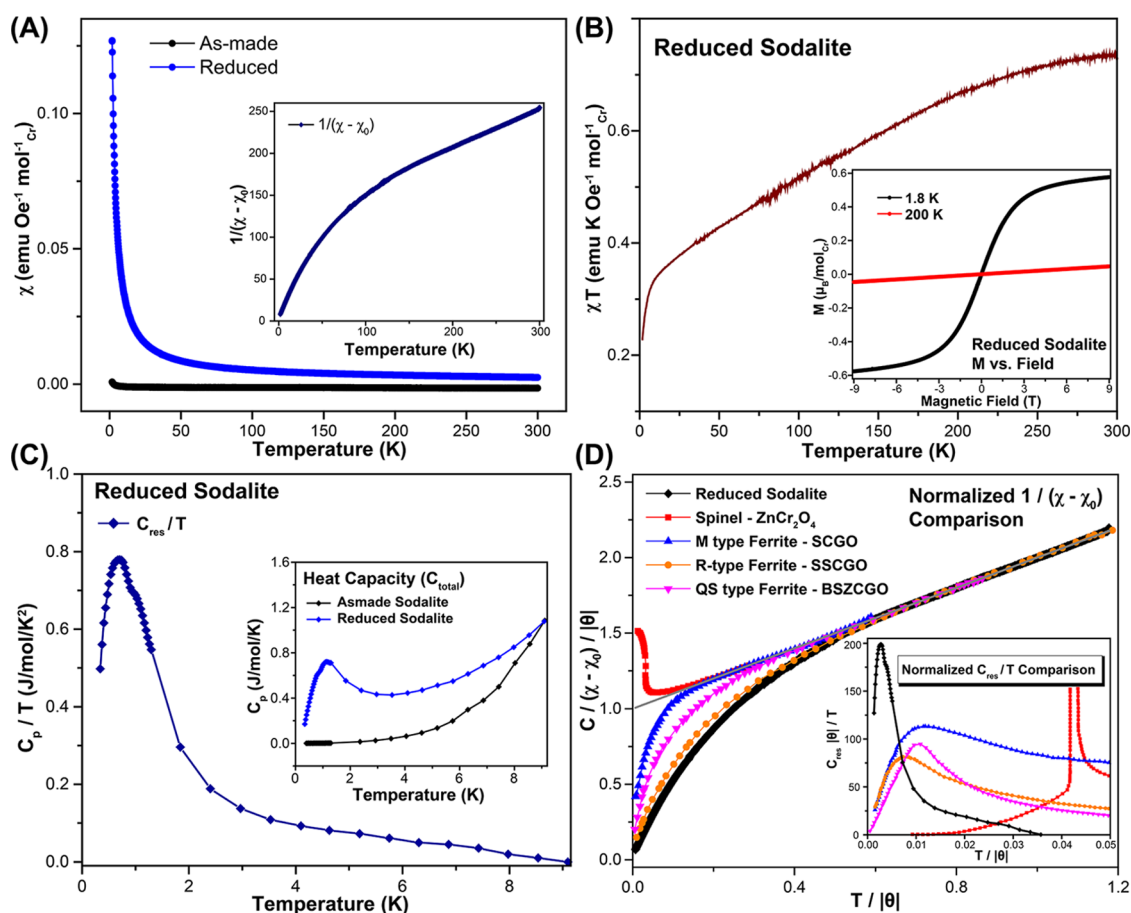 (A)
As-made
Reduced
1/(χ - χ₀)
1/(χ - χ₀)
250
200
150
100
50
0
0 100 200 300
Temperature (K)
χ (emu Oe⁻¹ mol⁻¹Cr)
0.10
0.05
0.00
0 50 100 150 200 250 300
Temperature (K)
(B)
Reduced Sodalite
χT (emu K Oe⁻¹ mol⁻¹Cr)
0.6
0.4
0.2
0 50 100 150 200 250 300
Temperature (K)
1.8 K
200 K
M (μB/molCr)
0.6
0.4
0.2
0.0
-0.2
-0.4
-0.6
Reduced Sodalite
M vs. Field
-9 -6 -3 0 3 6 9
Magnetic Field (T)
(C)
Reduced Sodalite
Cres/T
Cp / T (J/mol/K²)
1.0
0.8
0.6
0.4
0.2
0.0
0 2 4 6 8
Temperature (K)
Heat Capacity (Ctotal)
Asmade Sodalite
Reduced Sodalite
Cp (J/mol/K)
1.6
1.2
0.8
0.4
0.0
0 2 4 6 8
Temperature (K)
(D)
Reduced Sodalite
Spinel - ZnCr₂O₄
M type Ferrite - SCGO
R-type Ferrite - SSCGO
QS type Ferrite - BSZCGO
Normalized 1 / (χ - χ₀)
Comparison
C / (χ - χ₀) / |θ|
2.5
2.0
1.5
1.0
0.5
0.0
0.0 0.4 0.8 1.2
T / |θ|
Normalized Cres/T Comparison
Cres |θ| / T
200
150
100
50
0
0.00 0.01 0.02 0.03 0.04 0.05
T / |θ|